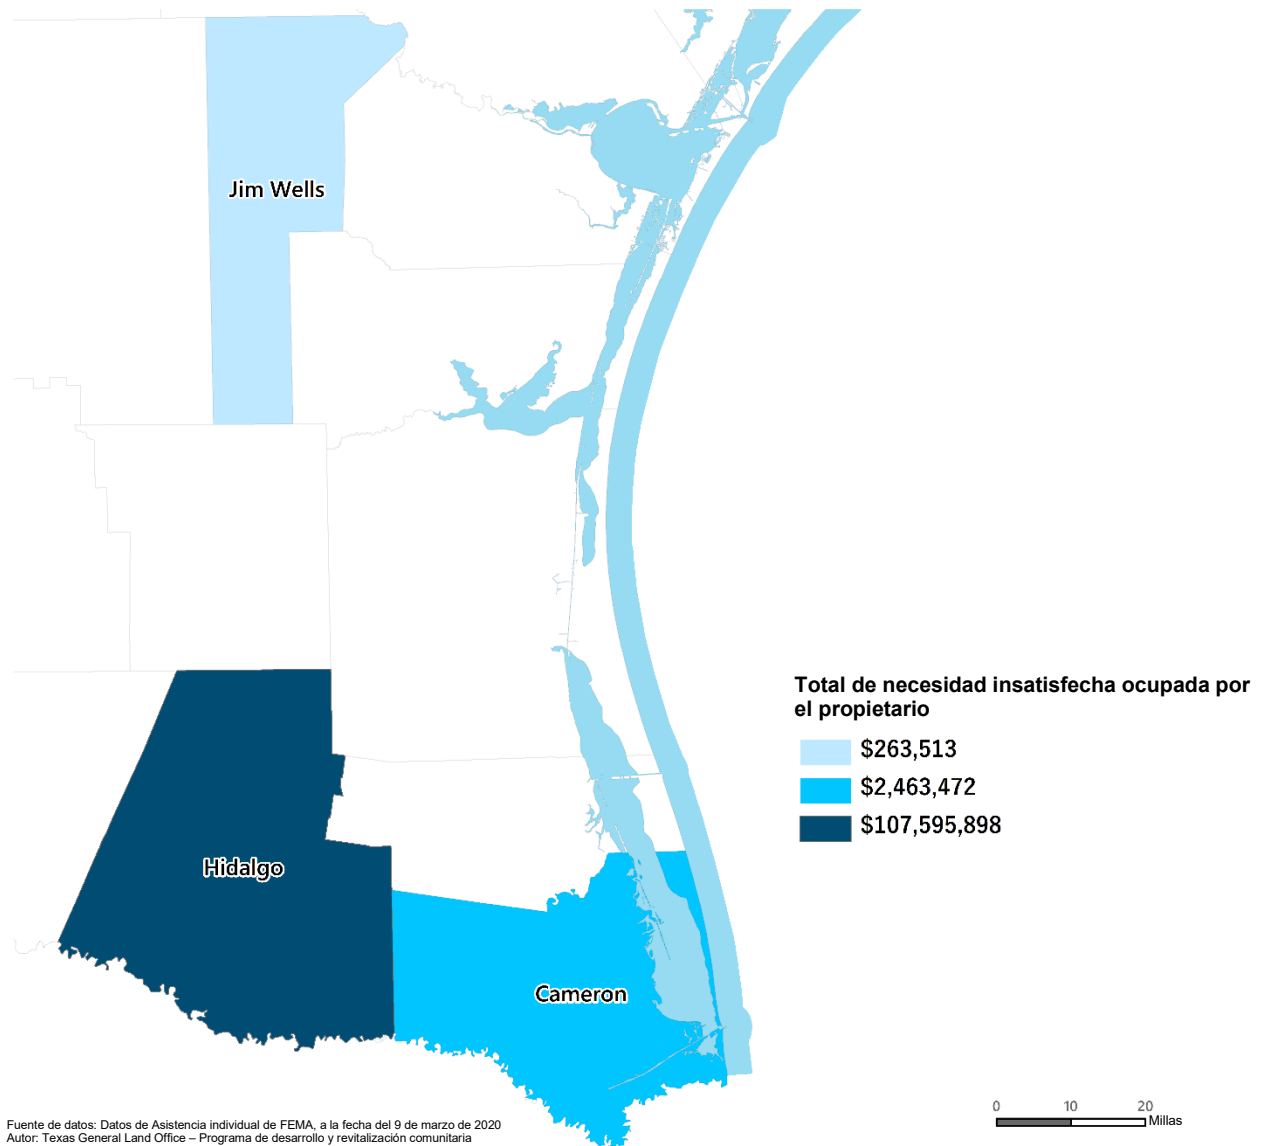 Jim Wells
Total de necesidad insatisfecha ocupada por
el propietario
$263,513
$2,463,472
$107,595,898
Hidalgo
Cameron
0 10 20
Millas
Fuente de datos: Datos de Asistencia individual de FEMA, a la fecha del 9 de marzo de 2020
Autor: Texas General Land Office – Programa de desarrollo y revitalización comunitaria